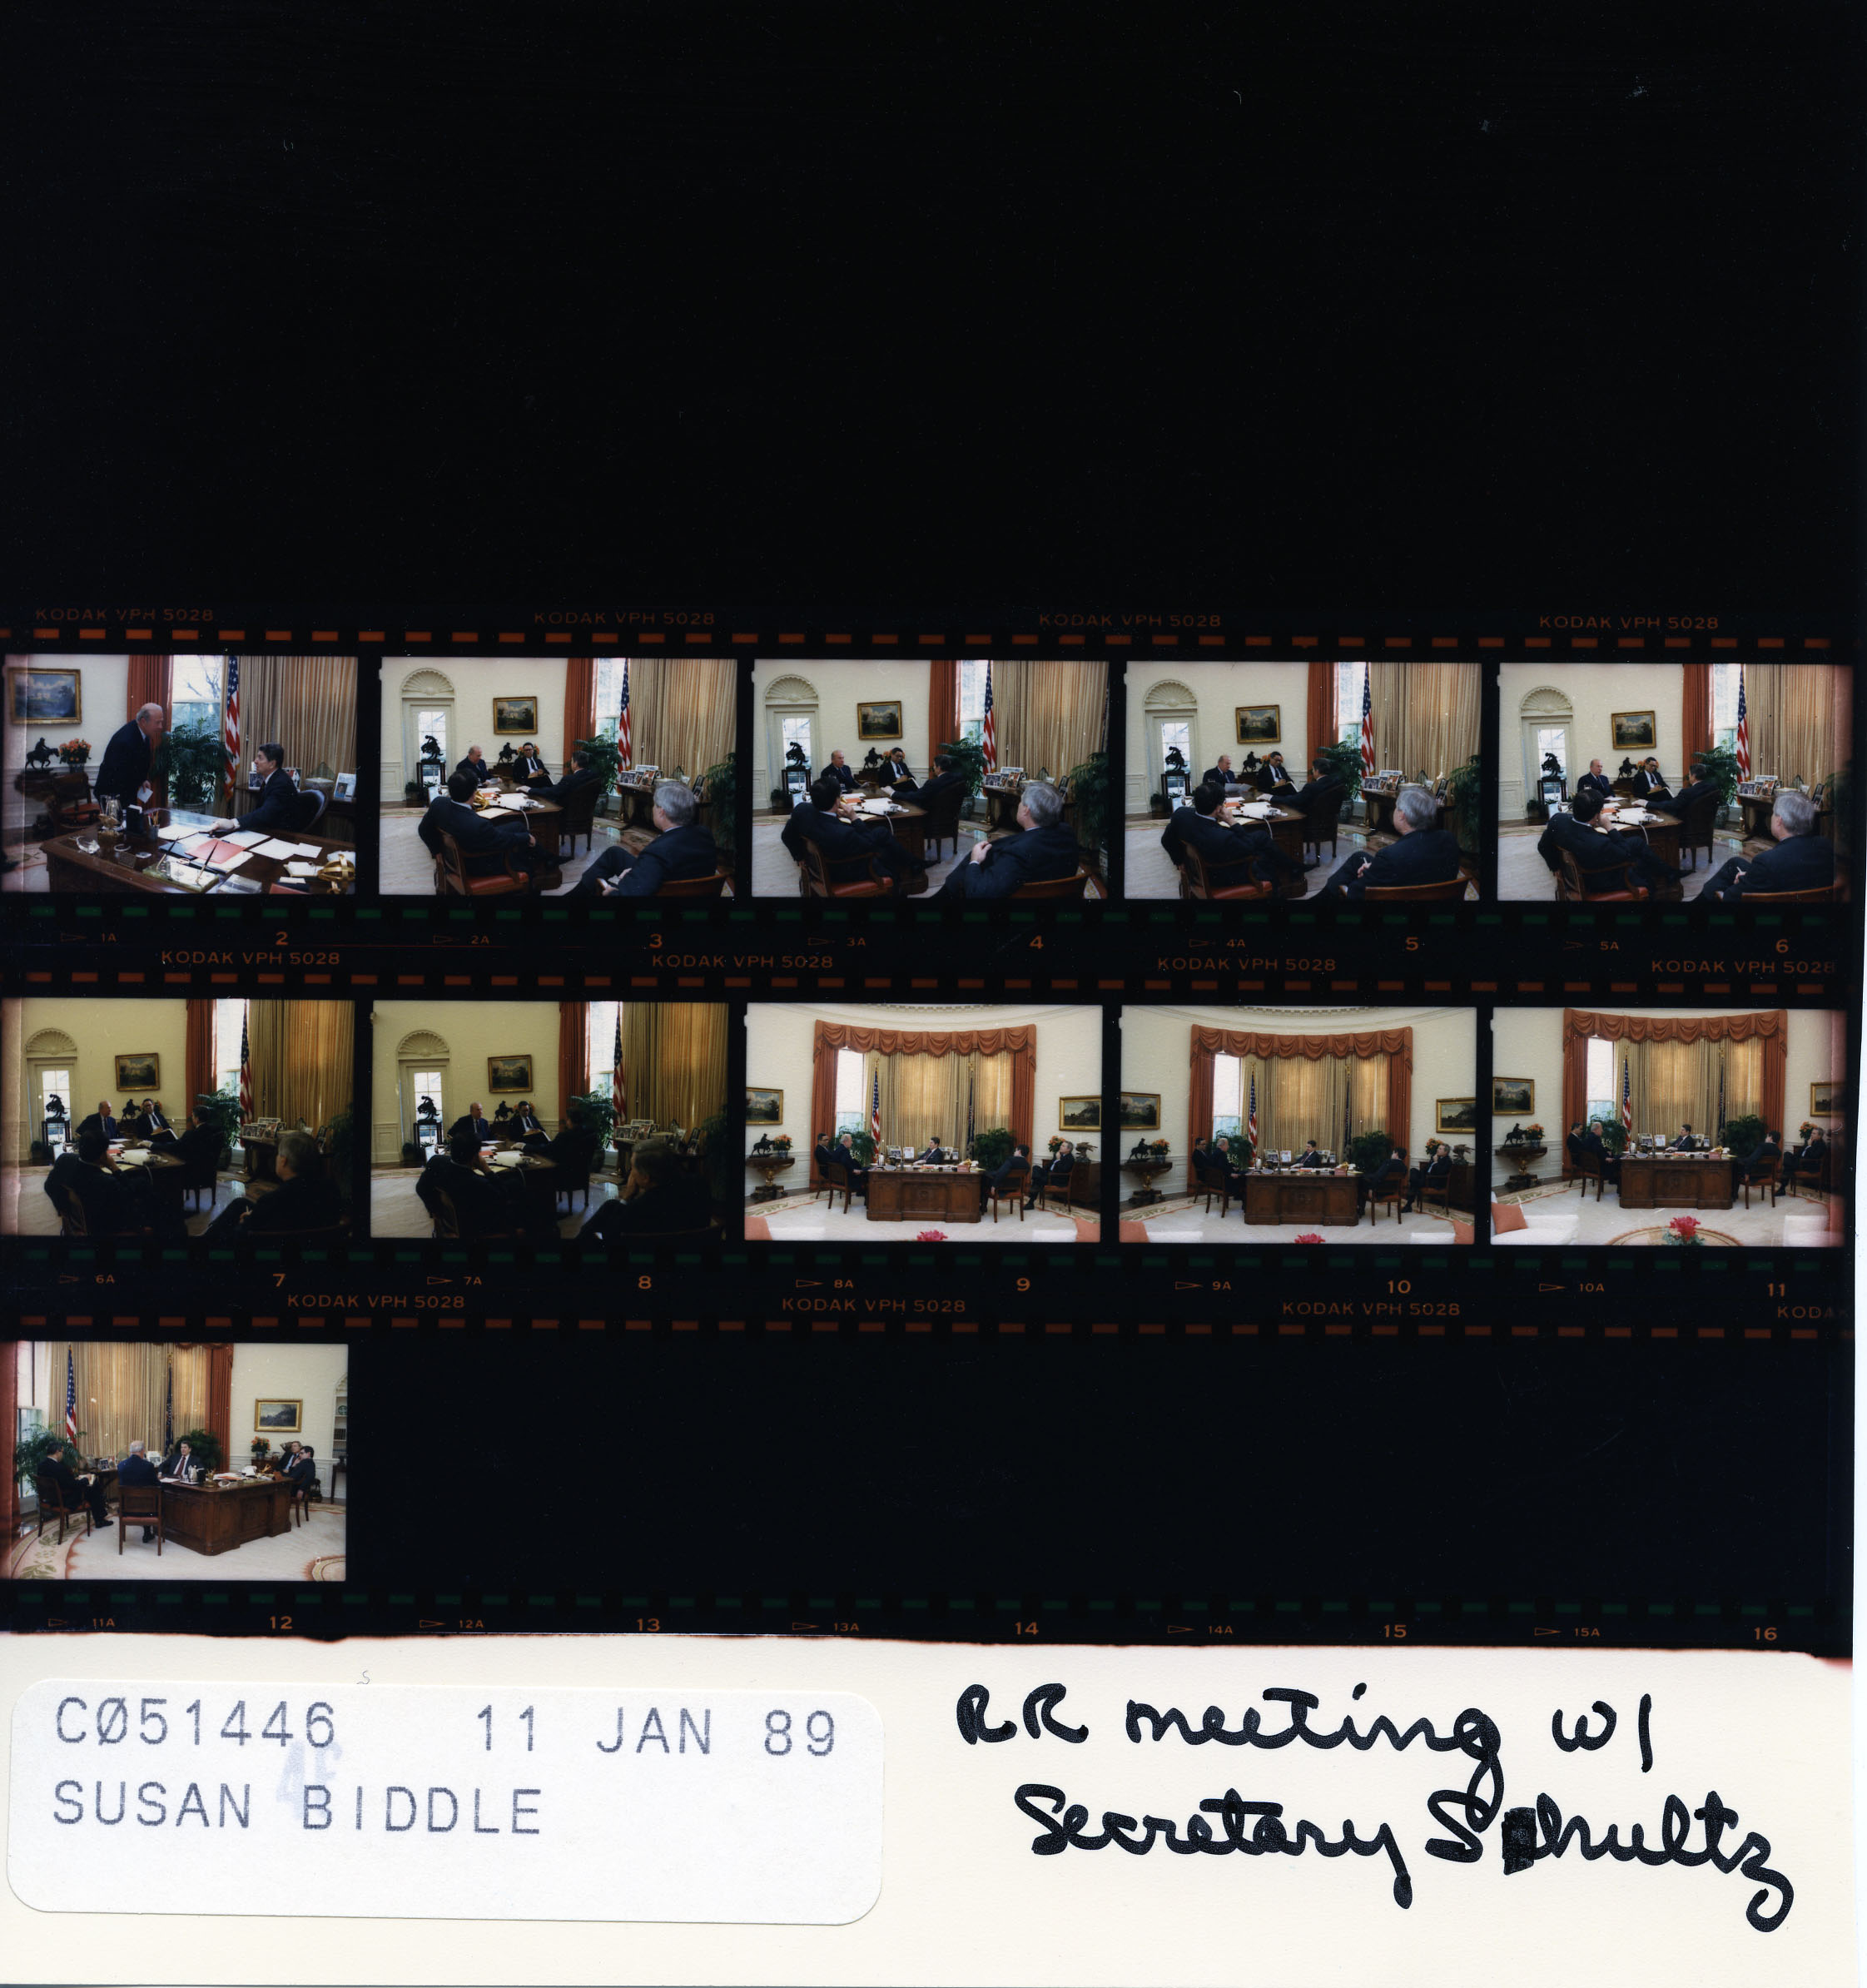 KODAK VPH 5028 KODAK VPH 5028 KODAK VPH 5028 KODAK VPH 5028
1A 2 2A 3 3A 4 4A 5 5A 6
KODAK VPH 5028 KODAK VPH 5028 KODAK VPH 5028 KODAK VPH 5028
6A 7 7A 8 8A 9 9A 10 10A 11
KODAK VPH 5028 KODAK VPH 5028 KODAK VPH 5028 KODA
11A 12 12A 13 13A 14 14A 15 15A 16
CØ51446 11 JAN 89
SUSAN BIDDLE
RR meeting w/
Secretary Shultz